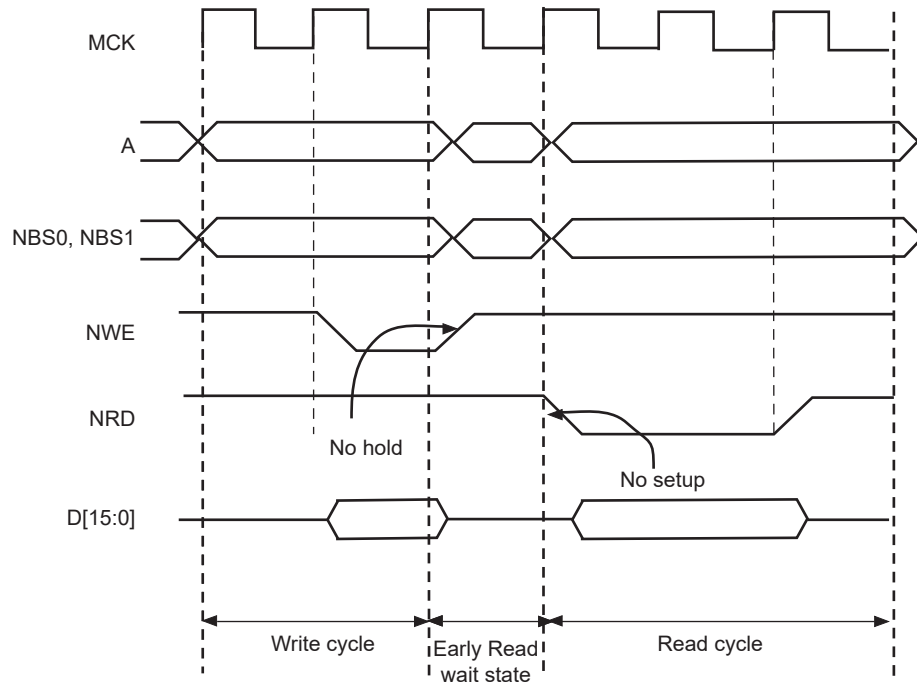 MCK
A
NBS0, NBS1
NWE
NRD
No hold
No setup
D[15:0]
Write cycle
Early Read
wait state
Read cycle